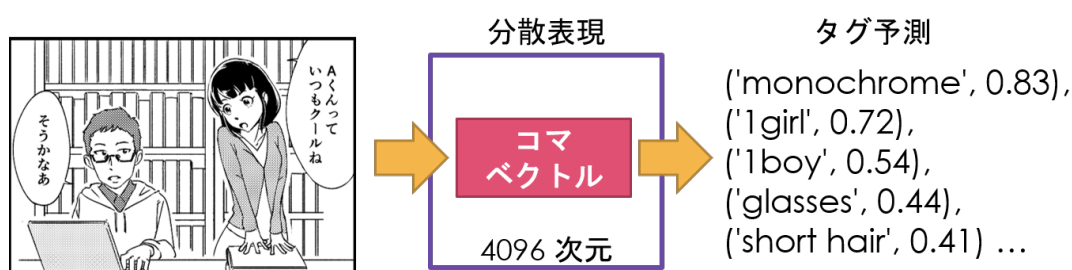 Aくんって
いつもクールね
そうかなあ
分散表現
コマ
ベクトル
4096 次元
タグ予測
('monochrome', 0.83),
('1girl', 0.72),
('1boy', 0.54),
('glasses', 0.44),
('short hair', 0.41) …